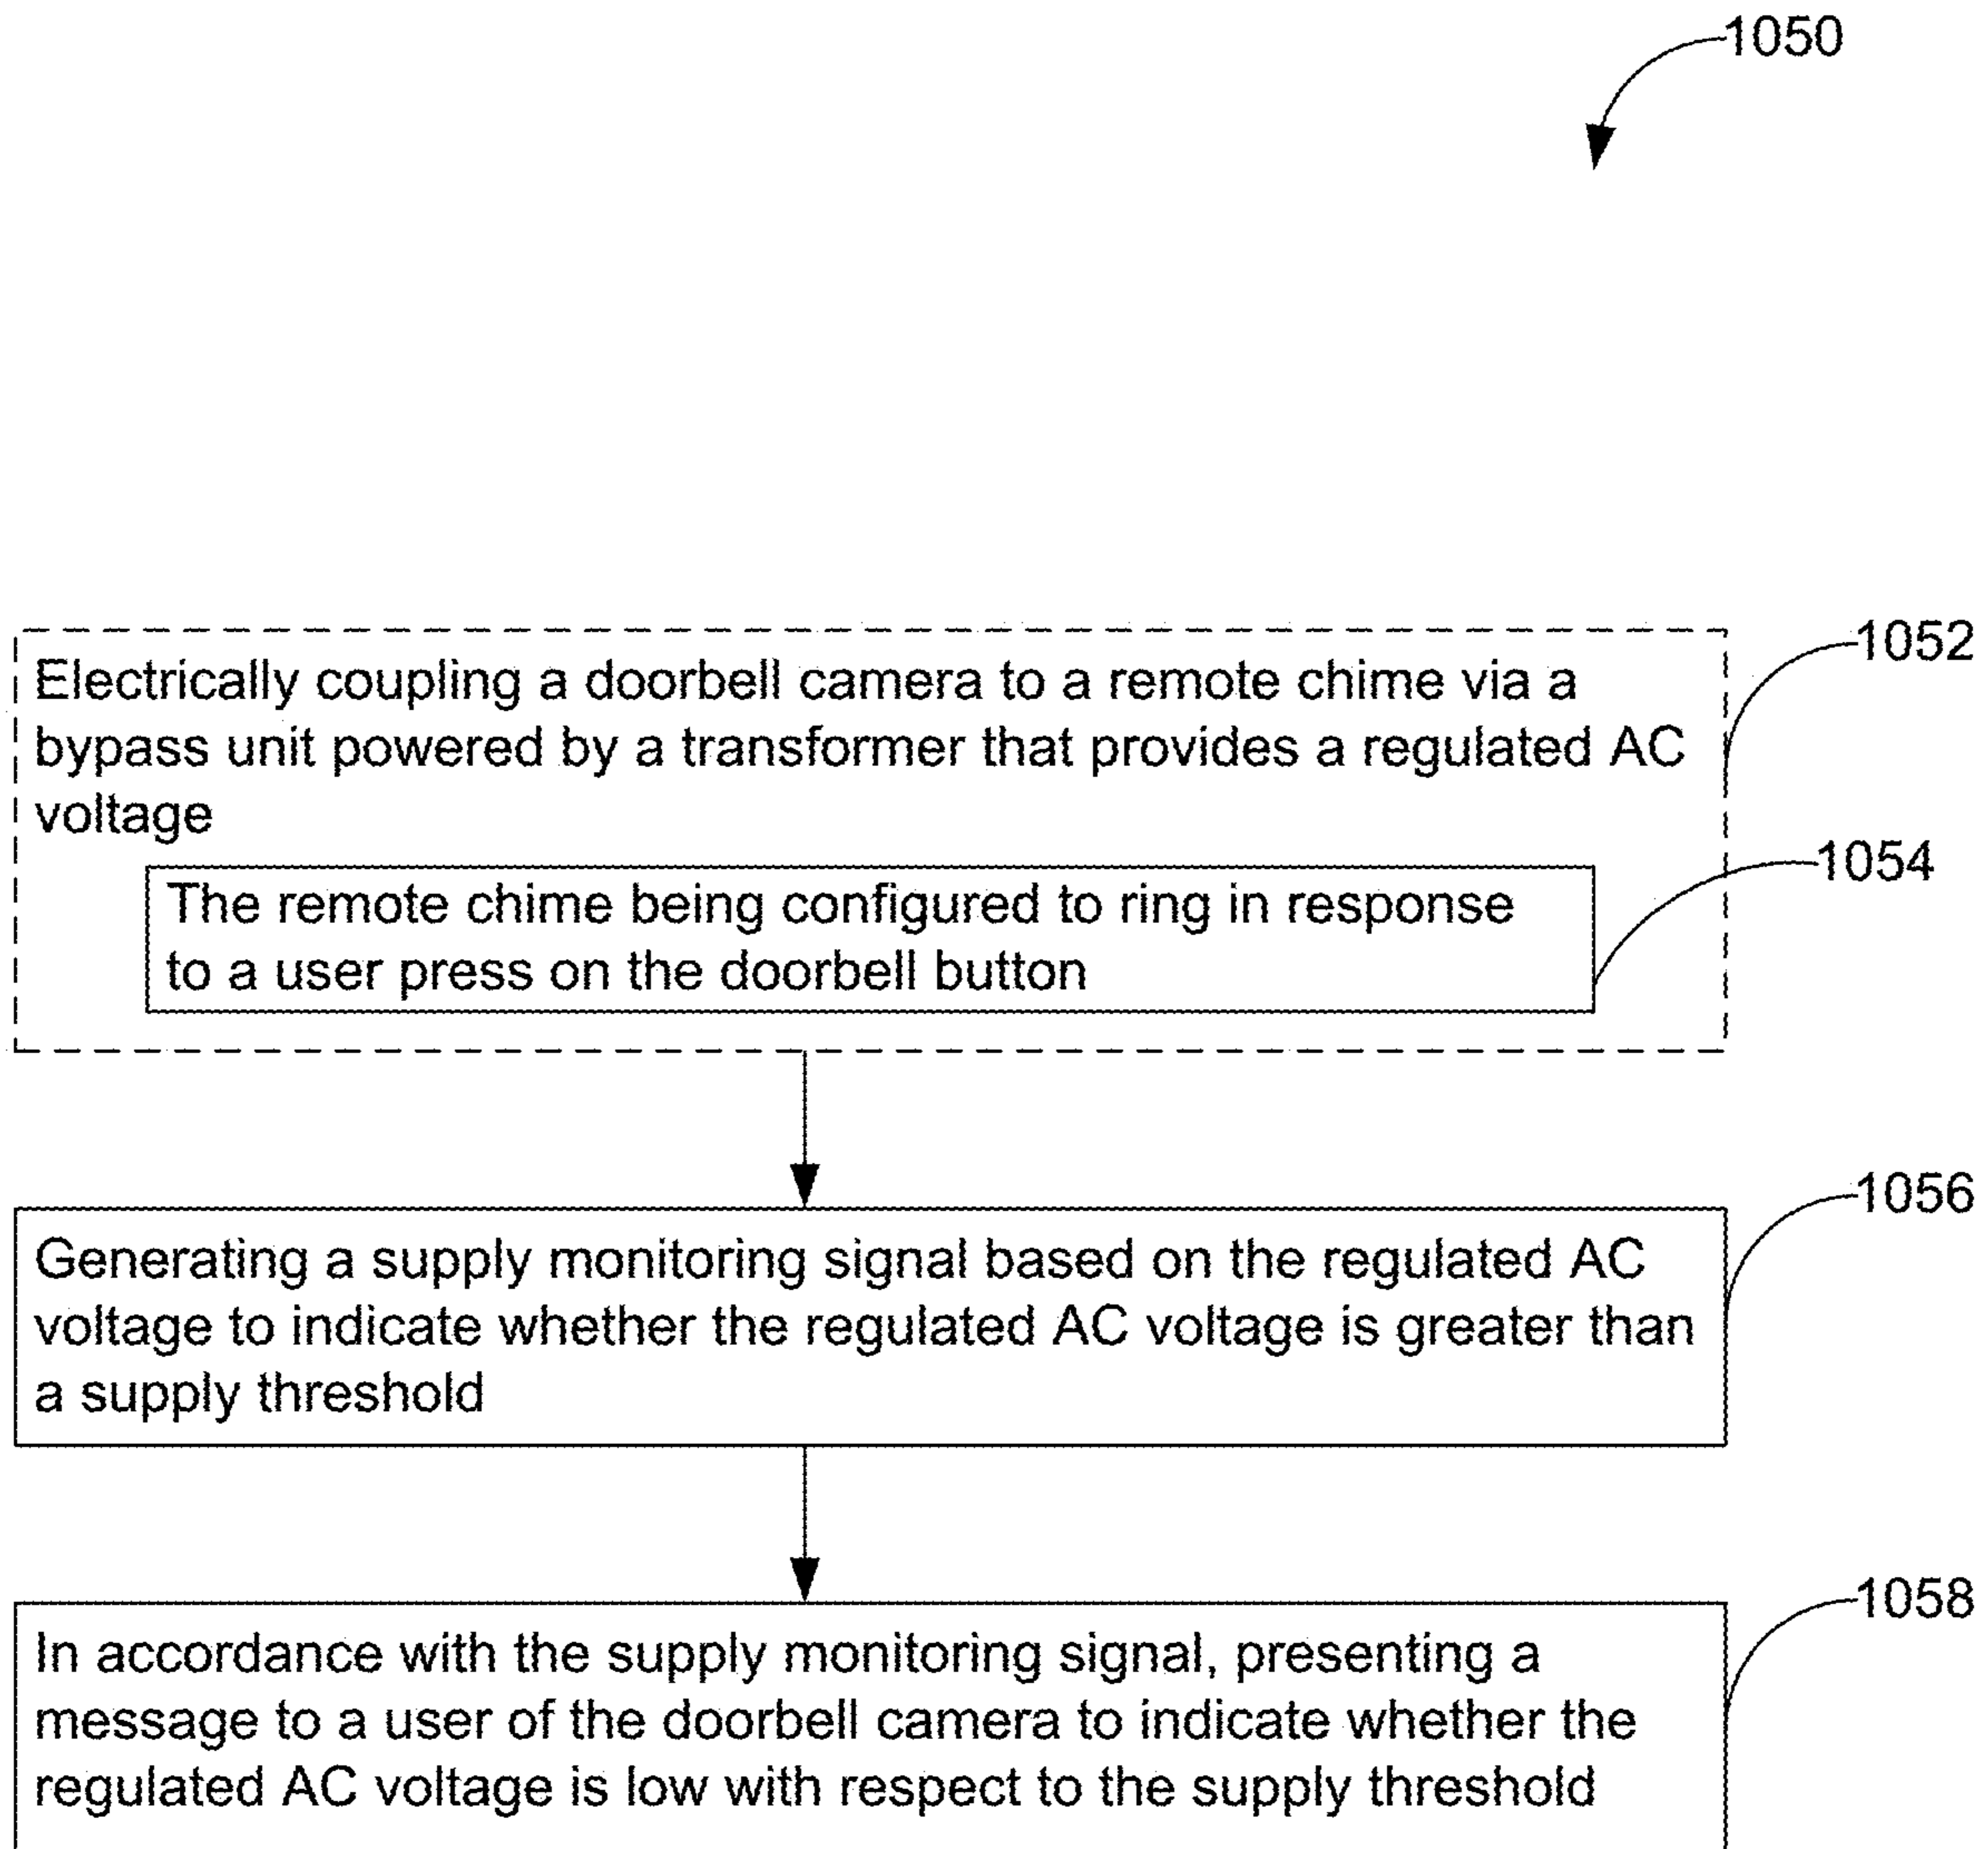 1050
1052
Electrically coupling a doorbell camera to a remote chime via a
bypass unit powered by a transformer that provides a regulated AC
voltage
1054
The remote chime being configured to ring in response
to a user press on the doorbell button
1056
Generating a supply monitoring signal based on the regulated AC
voltage to indicate whether the regulated AC voltage is greater than
a supply threshold
1058
In accordance with the supply monitoring signal, presenting a
message to a user of the doorbell camera to indicate whether the
regulated AC voltage is low with respect to the supply threshold